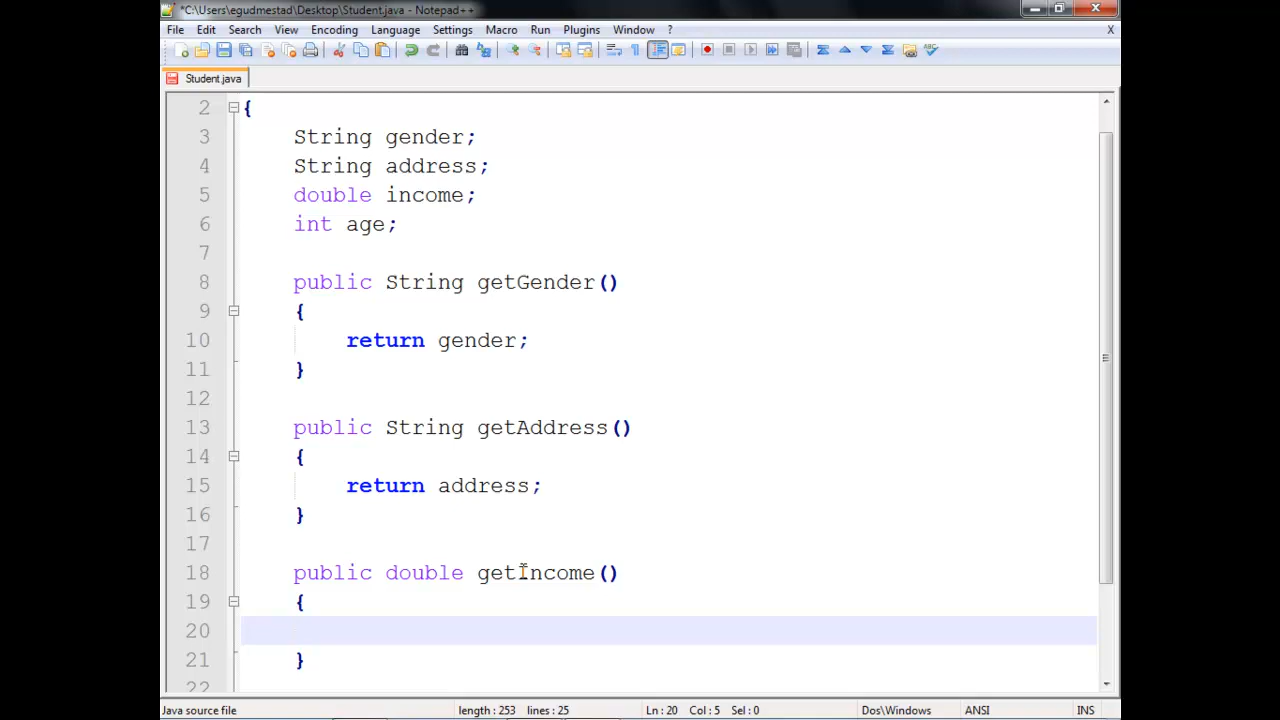 *C:\Users\egudmestad\Desktop\Student.java - Notepad++
File Edit Search View Encoding Language Settings Macro Run Plugins Window ? X
Student.java
2 {
3 String gender;
4 String address;
5 double income;
6 int age;
7
8 public String getGender()
9 {
10 return gender;
11 }
12
13 public String getAddress()
14 {
15 return address;
16 }
17
18 public double getIncome()
19 {
20
21 }
22
Java source file length : 253 lines : 25 Ln : 20 Col : 5 Sel : 0 Dos\Windows ANSI INS